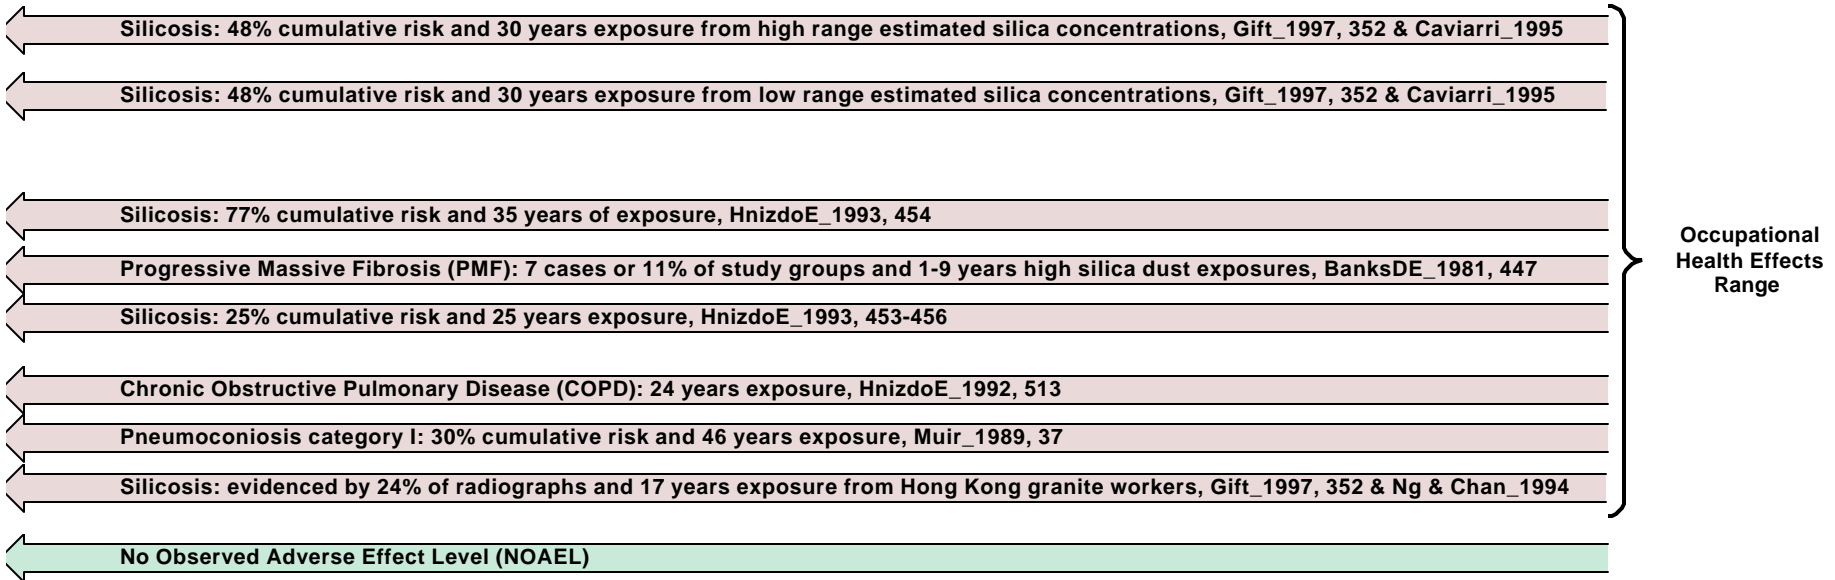 Silicosis: 48% cumulative risk and 30 years exposure from high range estimated silica concentrations, Gift_1997, 352 & Caviarri_1995
Silicosis: 48% cumulative risk and 30 years exposure from low range estimated silica concentrations, Gift_1997, 352 & Caviarri_1995
Silicosis: 77% cumulative risk and 35 years of exposure, HnizdoE_1993, 454
Progressive Massive Fibrosis (PMF): 7 cases or 11% of study groups and 1-9 years high silica dust exposures, BanksDE_1981, 447
Silicosis: 25% cumulative risk and 25 years exposure, HnizdoE_1993, 453-456
Chronic Obstructive Pulmonary Disease (COPD): 24 years exposure, HnizdoE_1992, 513
Pneumoconiosis category I: 30% cumulative risk and 46 years exposure, Muir_1989, 37
Silicosis: evidenced by 24% of radiographs and 17 years exposure from Hong Kong granite workers, Gift_1997, 352 & Ng & Chan_1994
No Observed Adverse Effect Level (NOAEL)
Occupational
Health Effects
Range